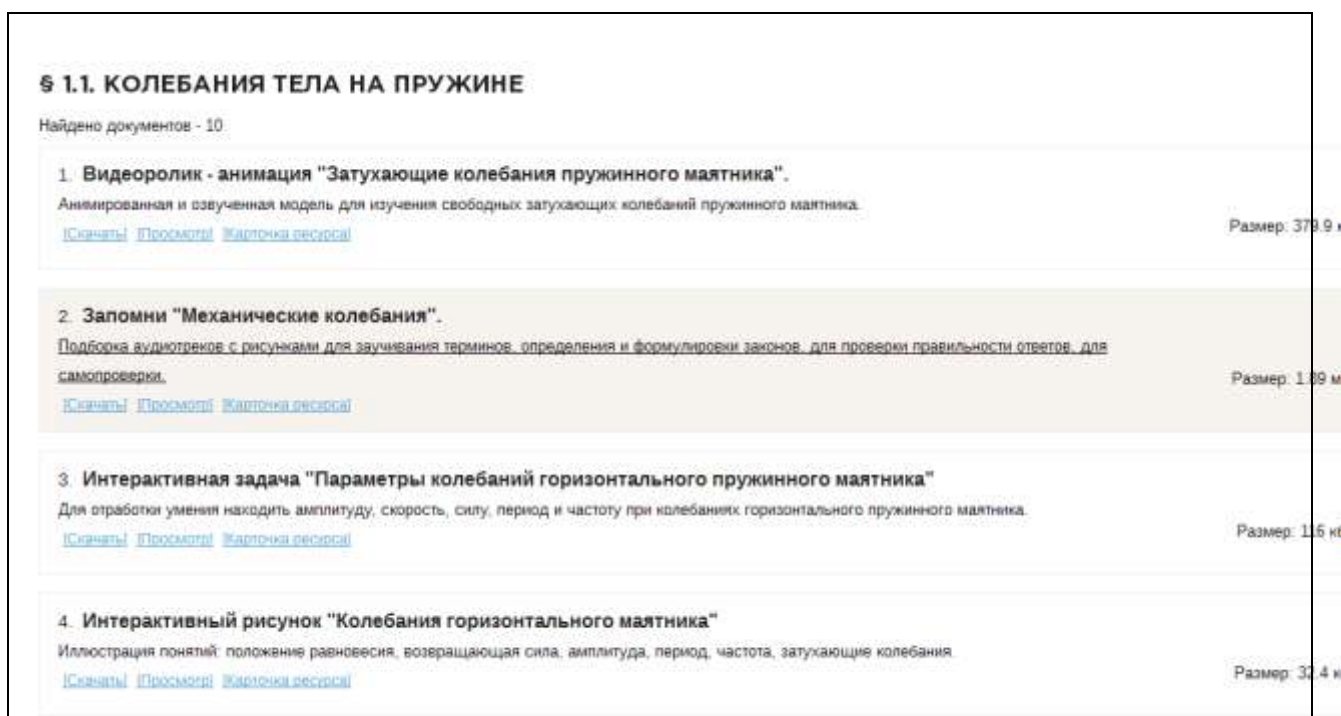 § 1.1. КОЛЕБАНИЯ ТЕЛА НА ПРУЖИНЕ
Найдено документов - 10
1. Видеоролик - анимация "Затухающие колебания пружинного маятника".
Анимированная и озвученная модель для изучения свободных затухающих колебаний пружинного маятника.
[Скачать] [Просмотр] [Карточка ресурса]
Размер: 379.9 к
2. Запомни "Механические колебания".
Подборка аудиотреков с рисунками для заучивания терминов, определения и формулировки законов, для проверки правильности ответов, для
самопроверки.
Размер: 1.89 м
[Скачать] [Просмотр] [Карточка ресурса]
3. Интерактивная задача "Параметры колебаний горизонтального пружинного маятника"
Для отработки умения находить амплитуду, скорость, силу, период и частоту при колебаниях горизонтального пружинного маятника.
[Скачать] [Просмотр] [Карточка ресурса]
Размер: 116 кб
4. Интерактивный рисунок "Колебания горизонтального маятника"
Иллюстрация понятий: положение равновесия, возвращающая сила, амплитуда, период, частота, затухающие колебания.
[Скачать] [Просмотр] [Карточка ресурса]
Размер: 32.4 к